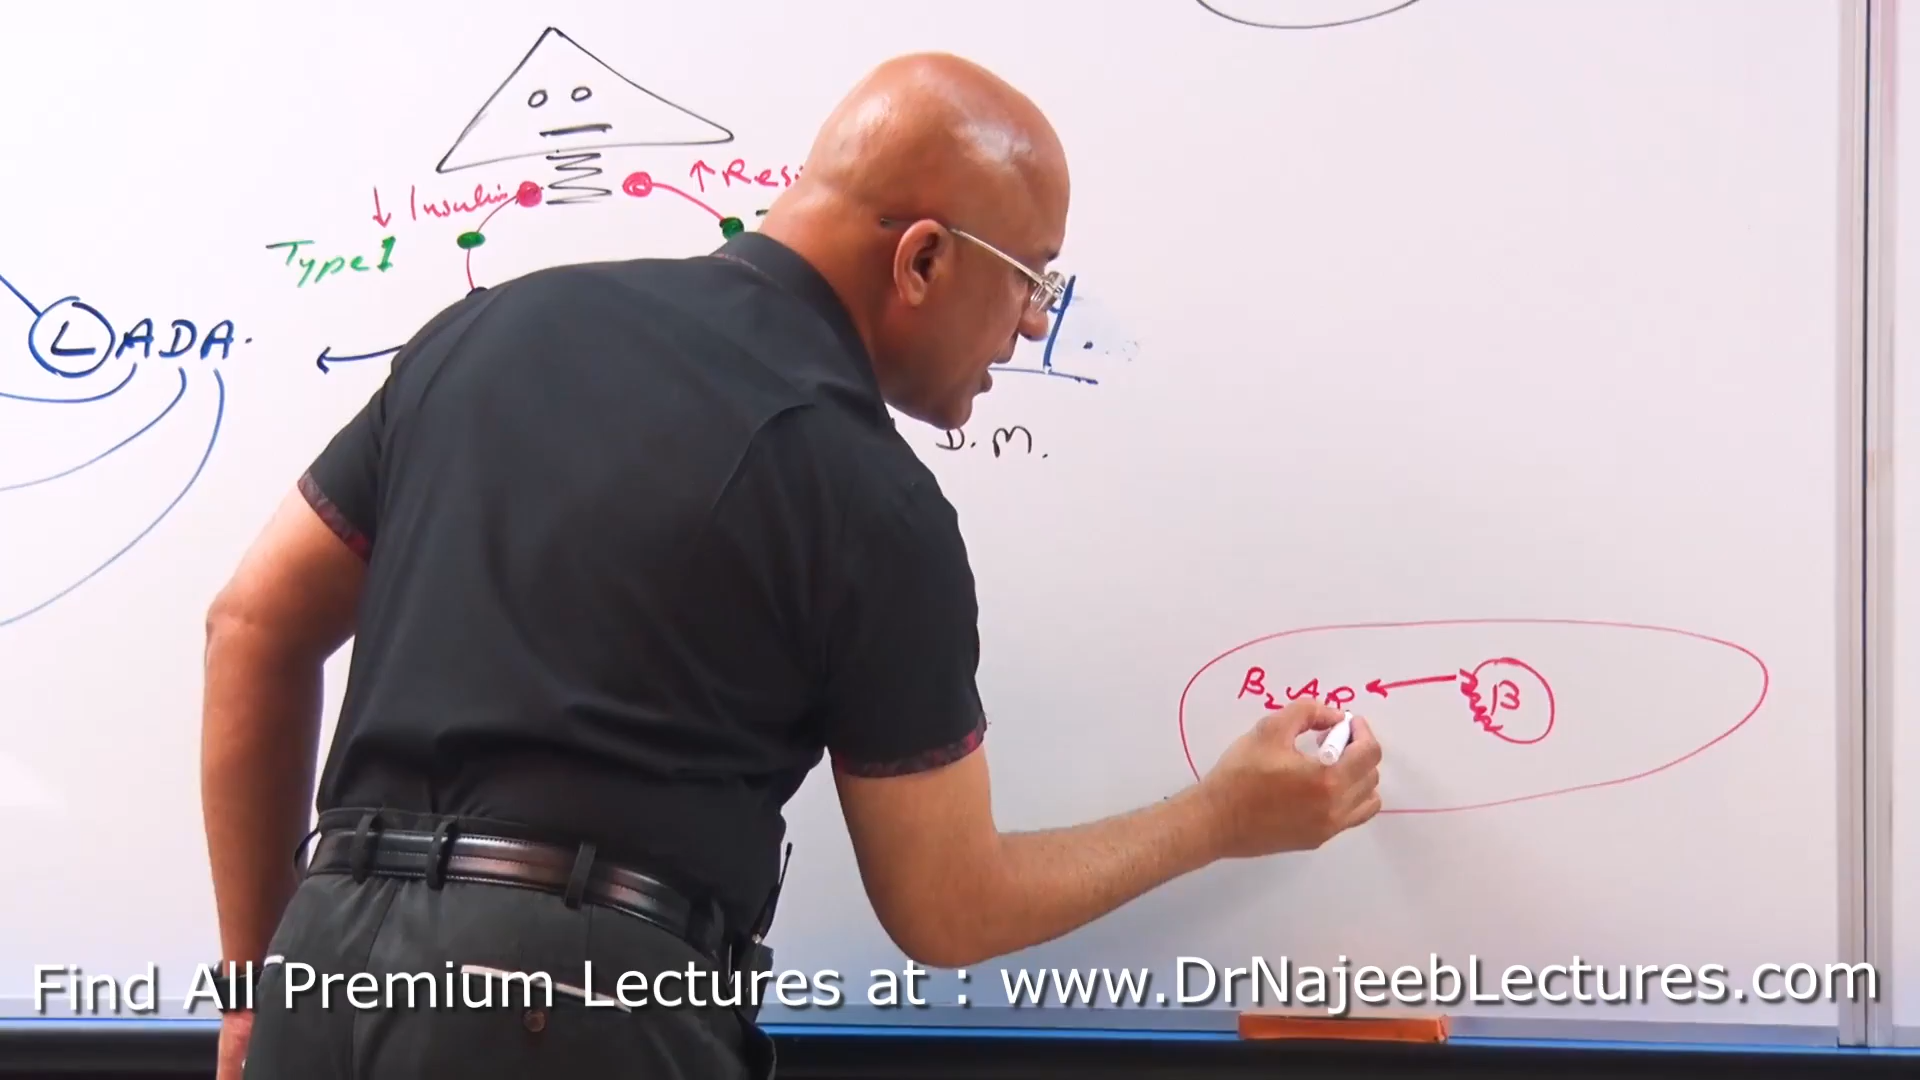 ↓ Insulin
↑ Resi
Type 1
LADA.
D.M.
β₂ AR ← β
Find All Premium Lectures at : www.DrNajeebLectures.com